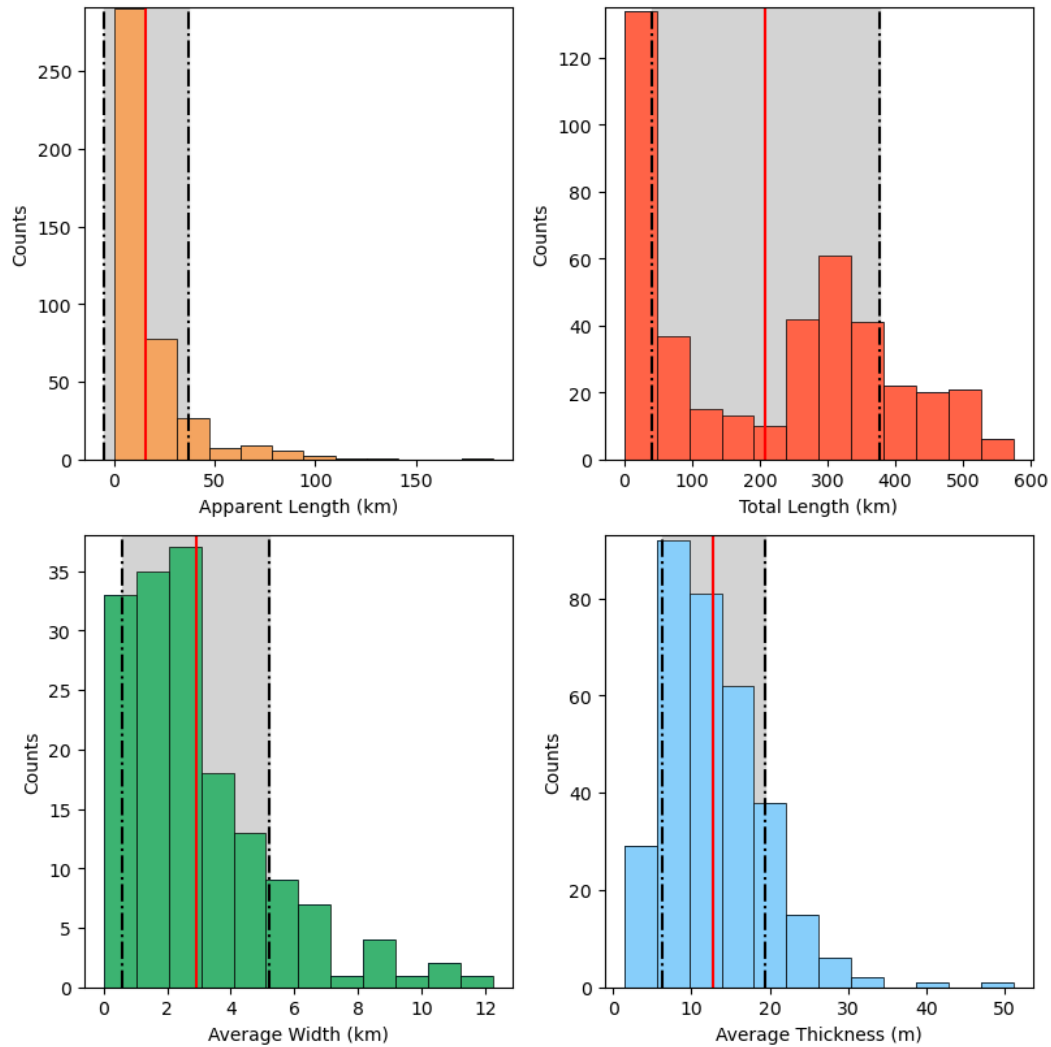 Counts
250
200
150
100
50
0
0 50 100 150
Apparent Length (km)
Counts
120
100
80
60
40
20
0
0 100 200 300 400 500 600
Total Length (km)
Counts
35
30
25
20
15
10
5
0
0 2 4 6 8 10 12
Average Width (km)
Counts
80
60
40
20
0
0 10 20 30 40 50
Average Thickness (m)